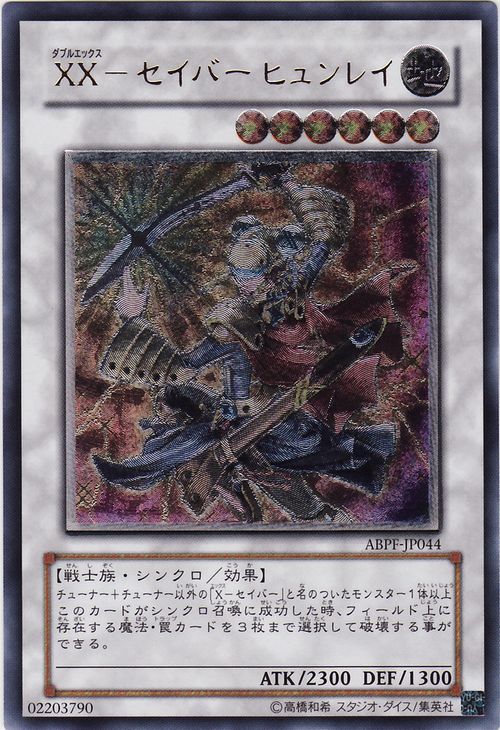 ダブルエックス
XX－セイバー ヒュンレイ
ABPF-JP044
【戦士族・シンクロ／効果】
チューナー＋チューナー以外の「X－セイバー」と名のついたモンスター１体以上
このカードがシンクロ召喚に成功した時、フィールド上に
存在する魔法・罠カードを３枚まで選択して破壊する事が
できる。
ATK/2300 DEF/1300
02203790
©高橋和希 スタジオ・ダイス/集英社